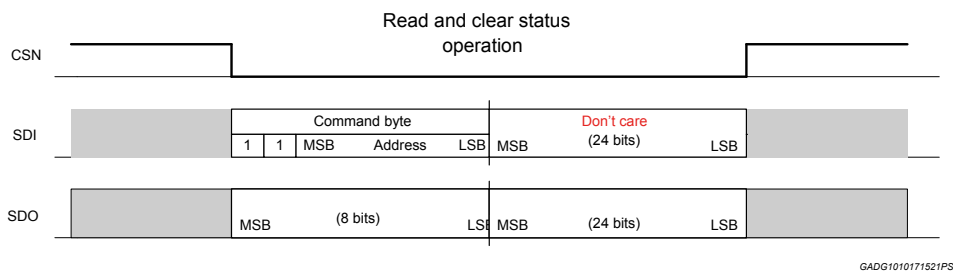 Read and clear status
operation
CSN
SDI
Command byte
Don't care
1 1 MSB Address LSB MSB (24 bits) LSB
SDO
MSB (8 bits) LSB MSB (24 bits) LSB
GADG1010171521PS